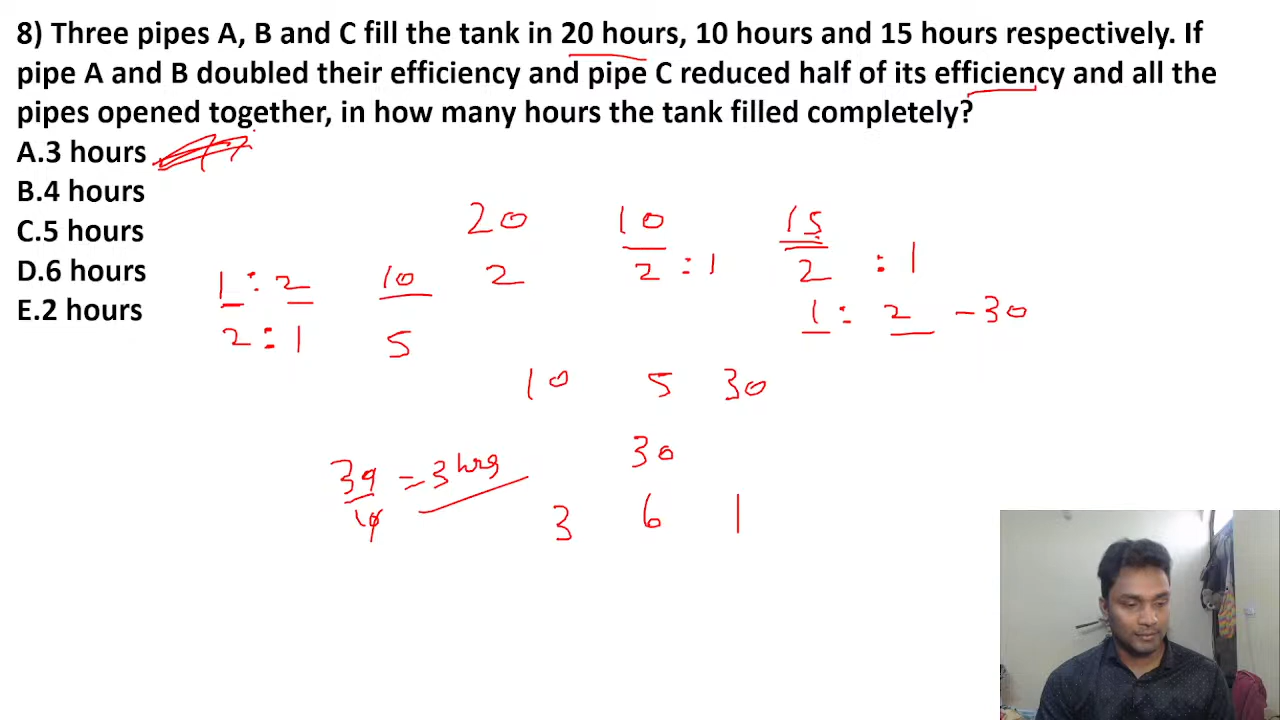 8) Three pipes A, B and C fill the tank in 20 hours, 10 hours and 15 hours respectively. If
pipe A and B doubled their efficiency and pipe C reduced half of its efficiency and all the
pipes opened together, in how many hours the tank filled completely?
A.3 hours
B.4 hours
C.5 hours
D.6 hours
E.2 hours
20 10 15
1 : 2 10 2 2 : 1 2 : 1
2 : 1 5 1 : 2 - 30
10 5 30
30
30 = 3 hrs
10 3 6 1